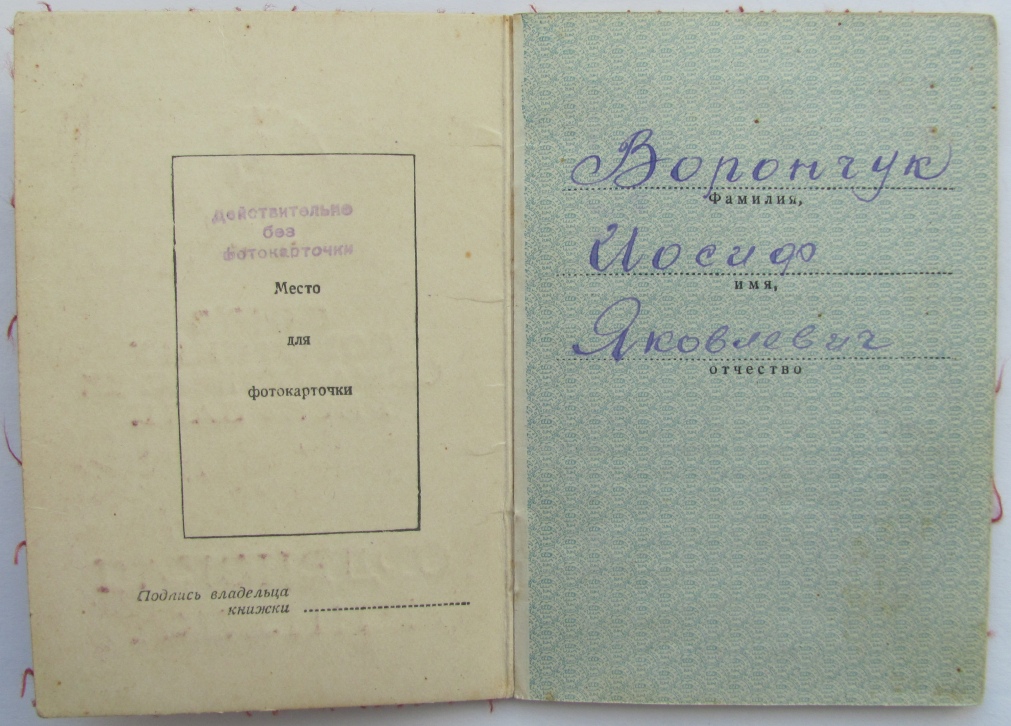 Действительно
без
фотокарточки
Место
для
фотокарточки
Подпись владельца
книжки
Ворончук
Фамилия,
Иосиф
имя,
Яковлевич
отчество